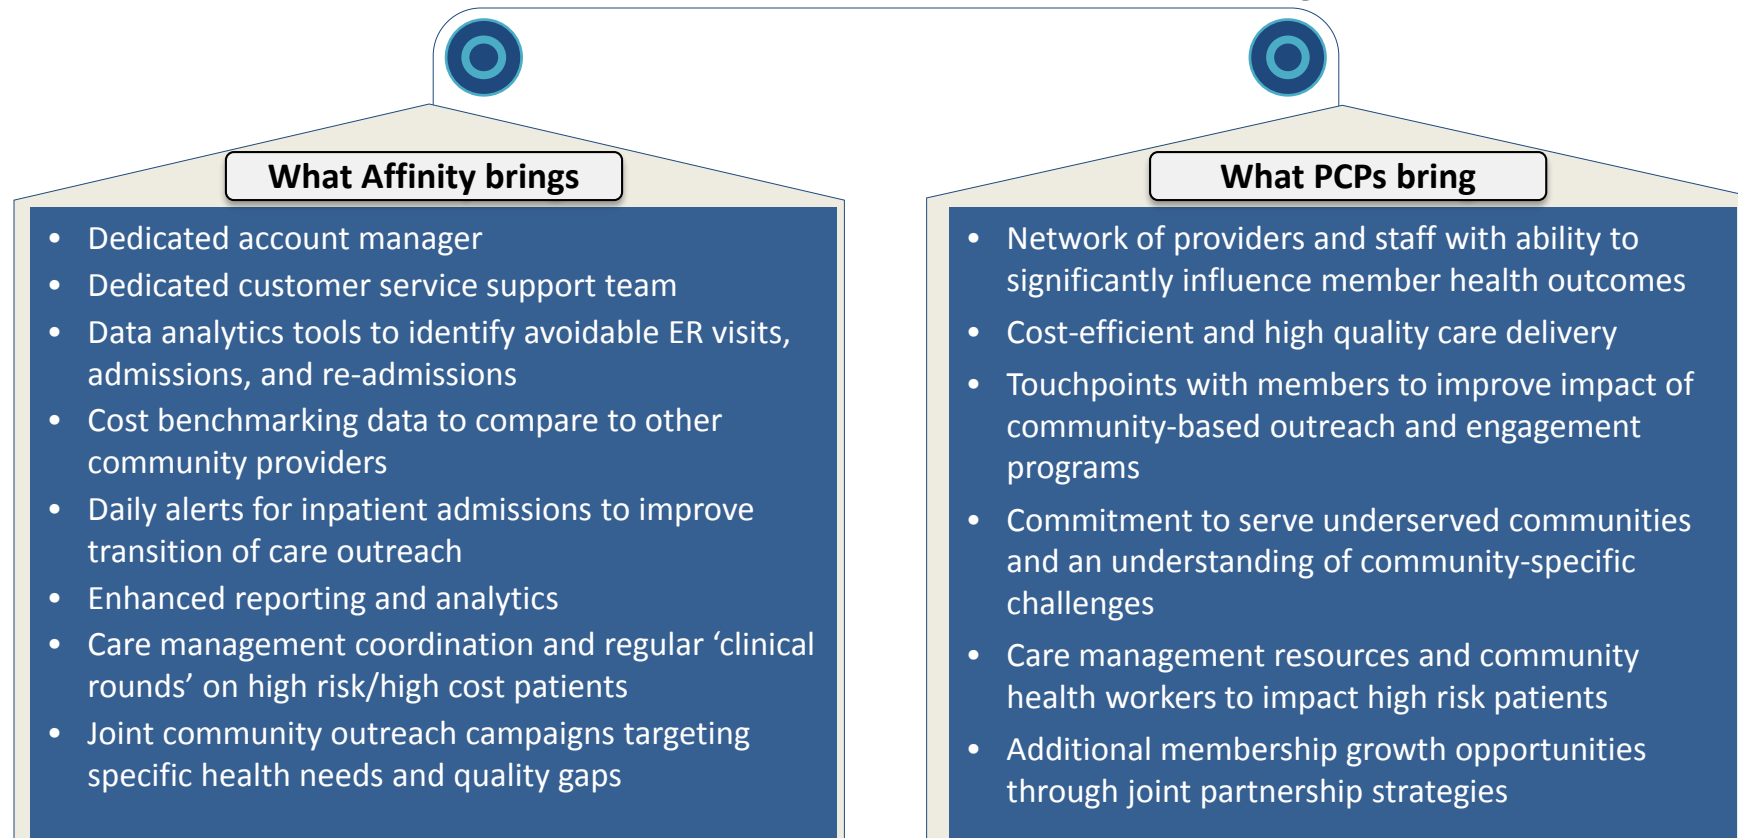 What Affinity brings
• Dedicated account manager
• Dedicated customer service support team
• Data analytics tools to identify avoidable ER visits,
admissions, and re-admissions
• Cost benchmarking data to compare to other
community providers
• Daily alerts for inpatient admissions to improve
transition of care outreach
• Enhanced reporting and analytics
• Care management coordination and regular ‘clinical
rounds’ on high risk/high cost patients
• Joint community outreach campaigns targeting
specific health needs and quality gaps
What PCPs bring
• Network of providers and staff with ability to
significantly influence member health outcomes
• Cost-efficient and high quality care delivery
• Touchpoints with members to improve impact of
community-based outreach and engagement
programs
• Commitment to serve underserved communities
and an understanding of community-specific
challenges
• Care management resources and community
health workers to impact high risk patients
• Additional membership growth opportunities
through joint partnership strategies